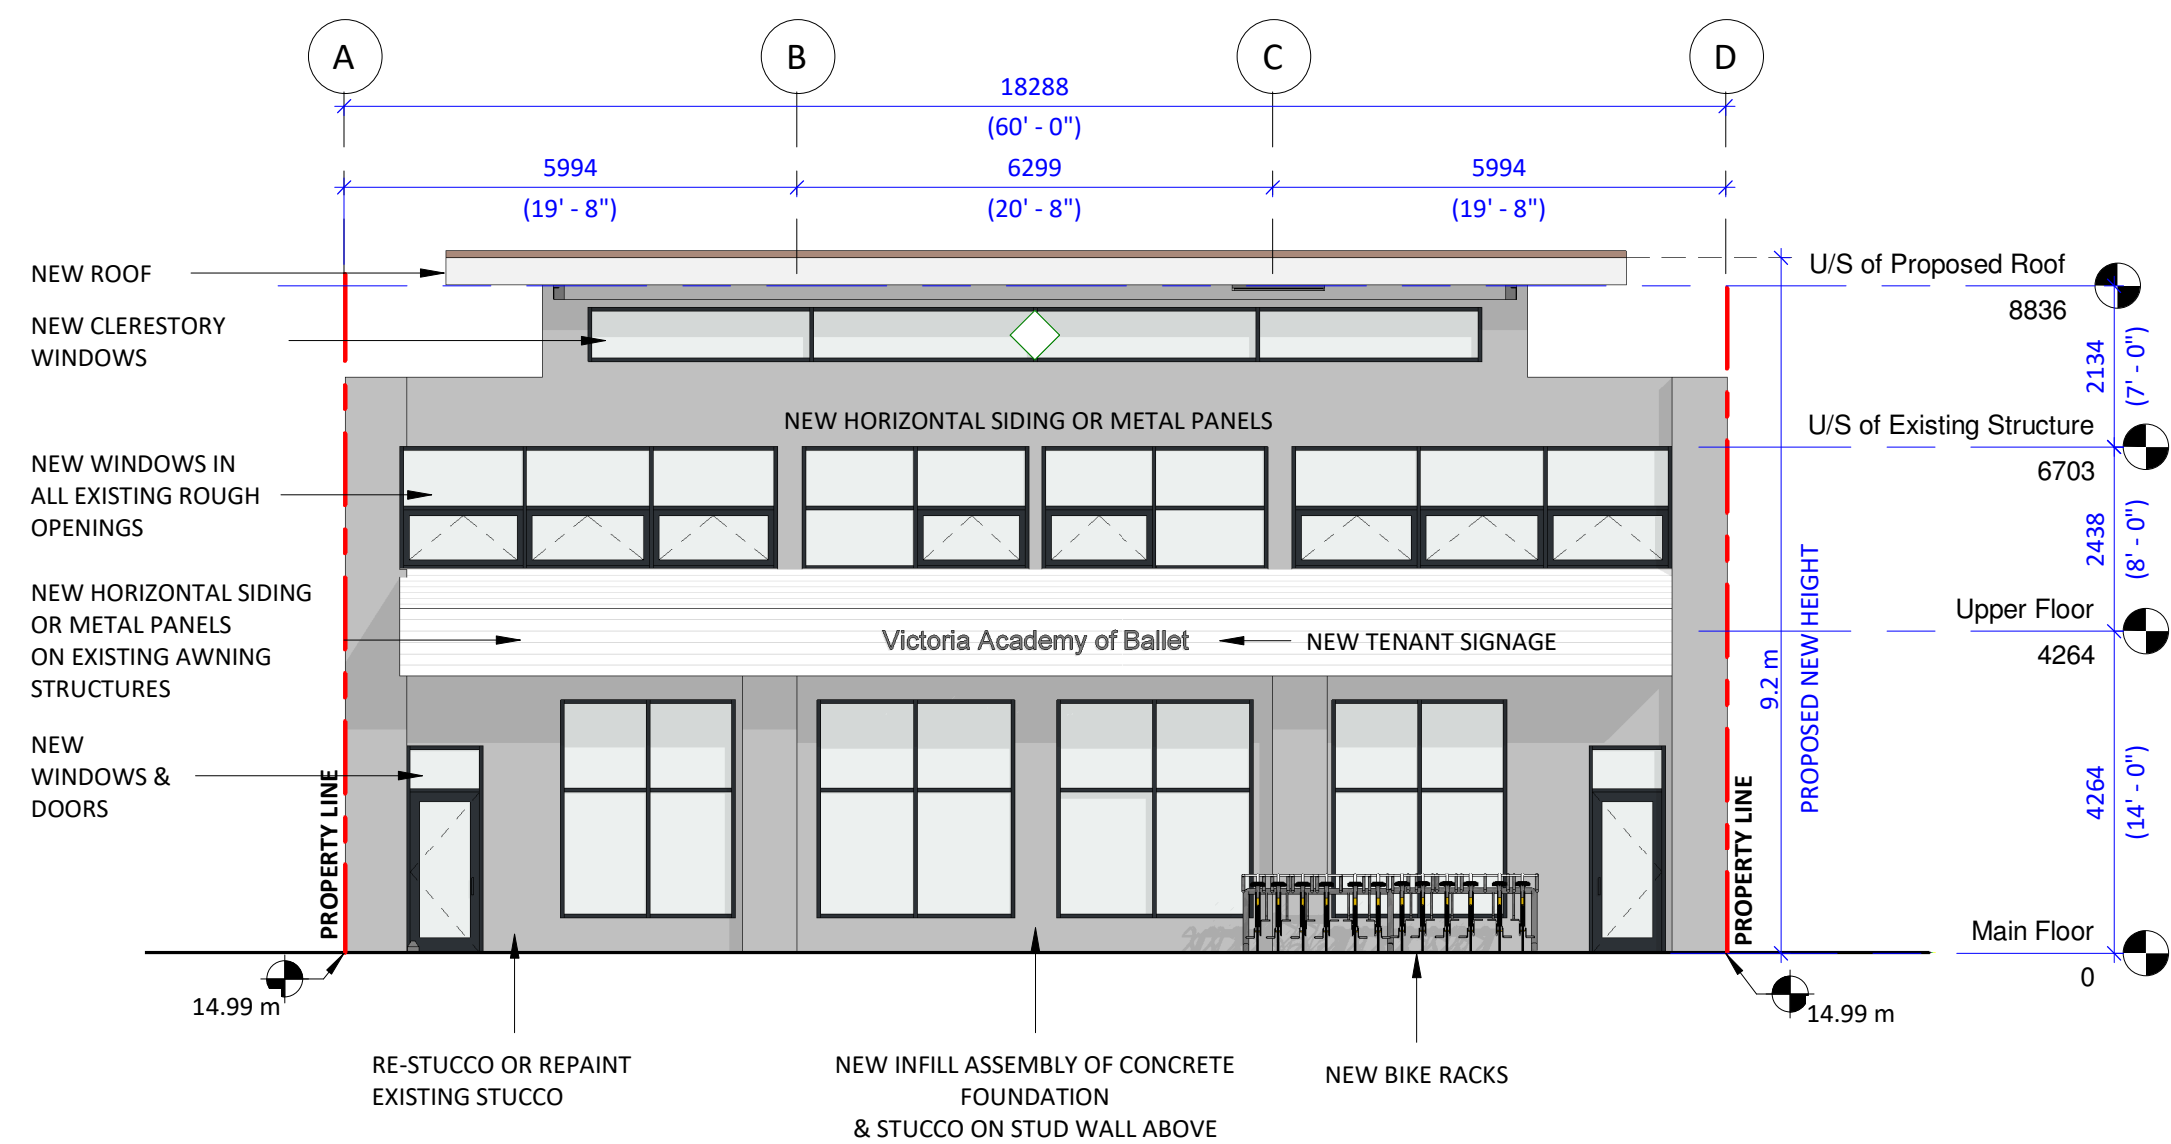 A
B
C
D
18288
(60' - 0")
5994
6299
5994
(19' - 8")
(20' - 8")
(19' - 8")
NEW ROOF
NEW CLERESTORY
WINDOWS
NEW HORIZONTAL SIDING OR METAL PANELS
NEW WINDOWS IN
ALL EXISTING ROUGH
OPENINGS
NEW HORIZONTAL SIDING
OR METAL PANELS
ON EXISTING AWNING
STRUCTURES
Victoria Academy of Ballet
NEW TENANT SIGNAGE
NEW
WINDOWS &
DOORS
PROPERTY LINE
PROPERTY LINE
9.2 m
PROPOSED NEW HEIGHT
U/S of Proposed Roof
8836
2134
(7' - 0")
U/S of Existing Structure
6703
2438
(8' - 0")
Upper Floor
4264
4264
(14' - 0")
Main Floor
0
14.99 m
14.99 m
RE-STUCCO OR REPAINT
EXISTING STUCCO
NEW INFILL ASSEMBLY OF CONCRETE
FOUNDATION
& STUCCO ON STUD WALL ABOVE
NEW BIKE RACKS